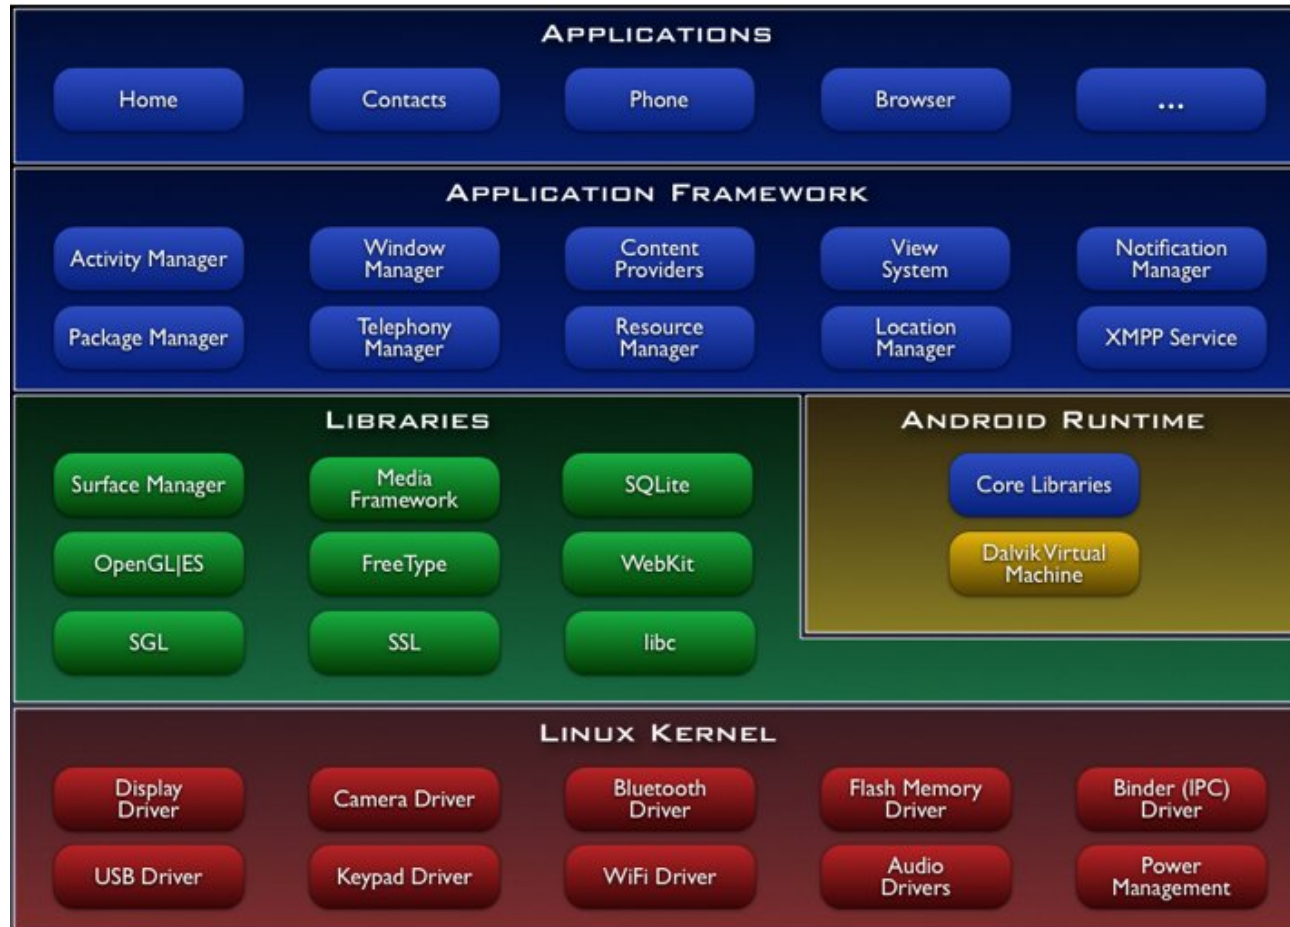 APPLICATIONS
Home
Contacts
Phone
Browser
...
APPLICATION FRAMEWORK
Activity Manager
Window
Manager
Content
Providers
View
System
Notification
Manager
Package Manager
Telephony
Manager
Resource
Manager
Location
Manager
XMPP Service
LIBRARIES
Surface Manager
Media
Framework
SQLite
OpenGL|ES
FreeType
WebKit
SGL
SSL
libc
ANDROID RUNTIME
Core Libraries
Dalvik Virtual
Machine
LINUX KERNEL
Display
Driver
Camera Driver
Bluetooth
Driver
Flash Memory
Driver
Binder (IPC)
Driver
USB Driver
Keypad Driver
WiFi Driver
Audio
Drivers
Power
Management